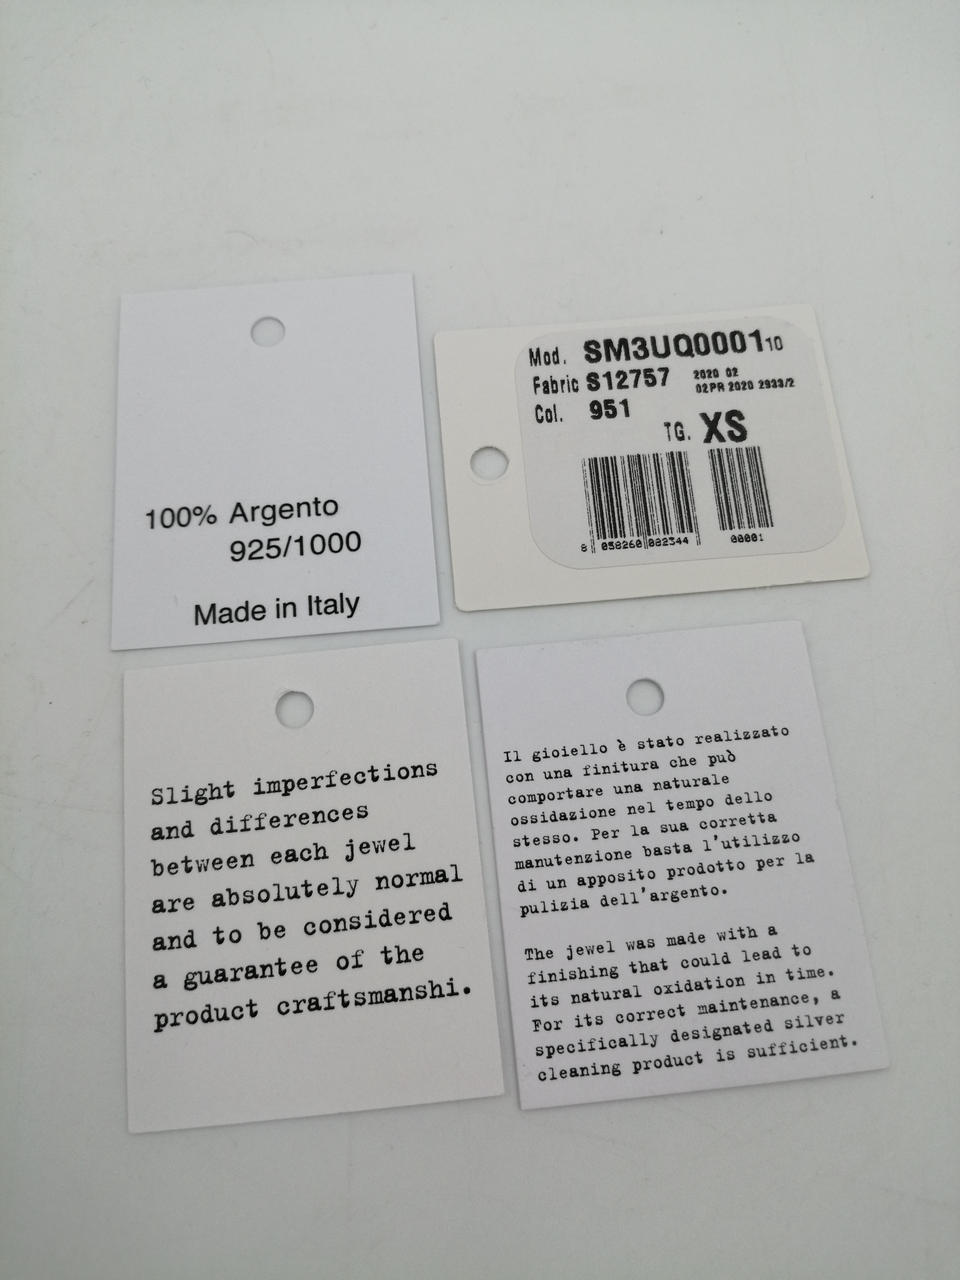 100% Argento
925/1000
Made in Italy
Mod. SM3UQ0001 10
Fabric S12757 2020 02
02PR 2020 2933/2
Col. 951
TG. XS
8 058260 082344 00001
Slight imperfections
and differences
between each jewel
are absolutely normal
and to be considered
a guarantee of the
product craftsmanshi.
Il gioiello è stato realizzato
con una finitura che può
comportare una naturale
ossidazione nel tempo dello
stesso. Per la sua corretta
manutenzione basta l'utilizzo
di un apposito prodotto per la
pulizia dell'argento.
The jewel was made with a
finishing that could lead to
its natural oxidation in time.
For its correct maintenance, a
specifically designated silver
cleaning product is sufficient.